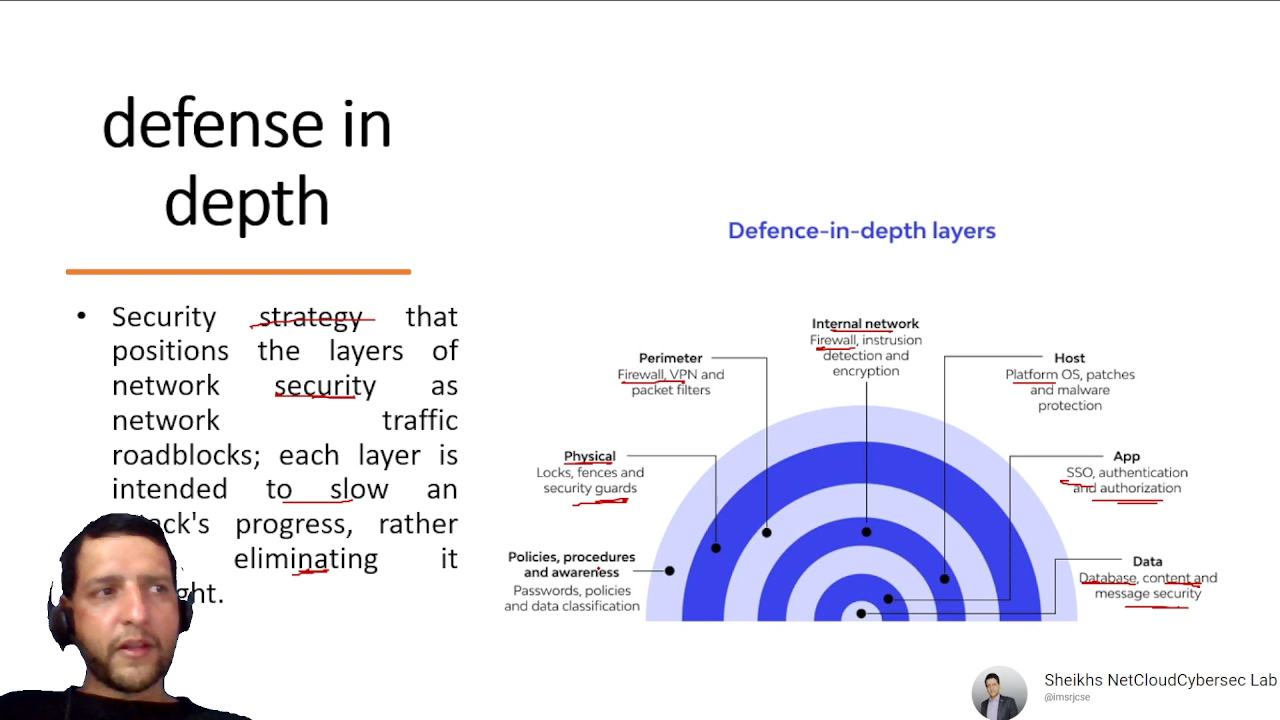 defense in
depth
• Security strategy that
positions the layers of
network security as
network traffic
roadblocks; each layer is
intended to slow an
ck's progress, rather
eliminating it
ght.
Defence-in-depth layers
Internal network
Firewall, instrusion
detection and
encryption
Perimeter
Firewall, VPN and
packet filters
Host
Platform OS, patches
and malware
protection
Physical
Locks, fences and
security guards
App
SSO, authentication
and authorization
Policies, procedures
and awareness
Passwords, policies
and data classification
Data
Database, content and
message security
Sheikhs NetCloudCybersec Lab
@imsrjcse